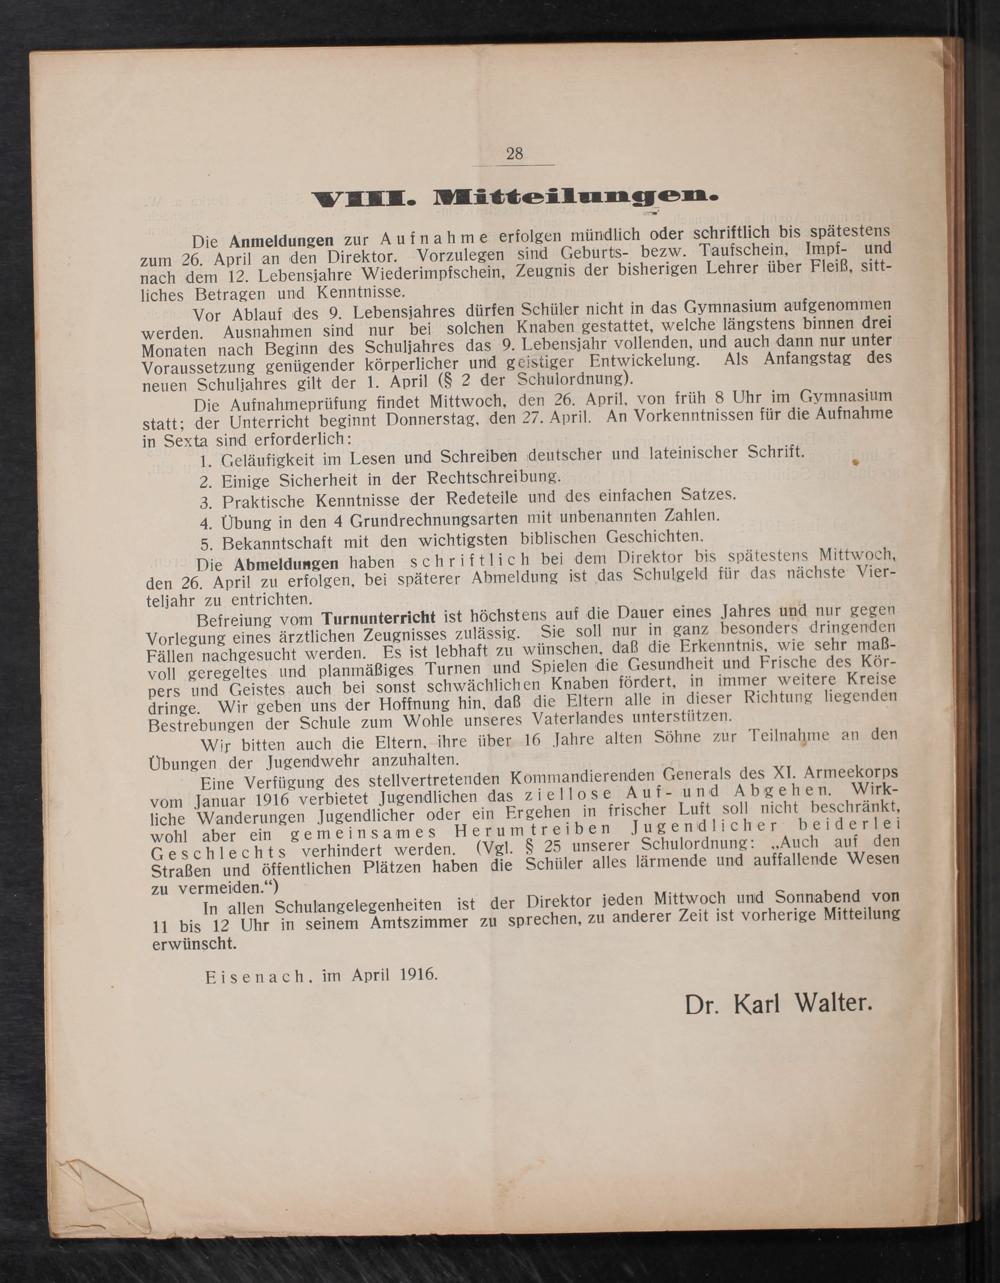 28
VIII. Mitteilungen.
Die Anmeldungen zur Aufnahme erfolgen mündlich oder schriftlich bis spätestens
zum 26. April an den Direktor. Vorzulegen sind Geburts- bezw. Taufschein, Impf- und
nach dem 12. Lebensjahre Wiederimpfschein, Zeugnis der bisherigen Lehrer über Fleiß, sitt-
liches Betragen und Kenntnisse.
Vor Ablauf des 9. Lebensjahres dürfen Schüler nicht in das Gymnasium aufgenommen
werden. Ausnahmen sind nur bei solchen Knaben gestattet, welche längstens binnen drei
Monaten nach Beginn des Schuljahres das 9. Lebensjahr vollenden, und auch dann nur unter
Voraussetzung genügender körperlicher und geistiger Entwickelung. Als Anfangstag des
neuen Schuljahres gilt der 1. April (§ 2 der Schulordnung).
Die Aufnahmeprüfung findet Mittwoch, den 26. April, von früh 8 Uhr im Gymnasium
statt; der Unterricht beginnt Donnerstag, den 27. April. An Vorkenntnissen für die Aufnahme
in Sexta sind erforderlich:
1. Geläufigkeit im Lesen und Schreiben deutscher und lateinischer Schrift.
2. Einige Sicherheit in der Rechtschreibung.
3. Praktische Kenntnisse der Redeteile und des einfachen Satzes.
4. Übung in den 4 Grundrechnungsarten mit unbenannten Zahlen.
5. Bekanntschaft mit den wichtigsten biblischen Geschichten.
Die Abmeldungen haben schriftlich bei dem Direktor bis spätestens Mittwoch,
den 26. April zu erfolgen, bei späterer Abmeldung ist das Schulgeld für das nächste Vier-
teljahr zu entrichten.
Befreiung vom Turnunterricht ist höchstens auf die Dauer eines Jahres und nur gegen
Vorlegung eines ärztlichen Zeugnisses zulässig. Sie soll nur in ganz besonders dringenden
Fällen nachgesucht werden. Es ist lebhaft zu wünschen, daß die Erkenntnis, wie sehr maß-
voll geregeltes und planmäßiges Turnen und Spielen die Gesundheit und Frische des Kör-
pers und Geistes auch bei sonst schwächlichen Knaben fördert, in immer weitere Kreise
dringe. Wir geben uns der Hoffnung hin, daß die Eltern alle in dieser Richtung liegenden
Bestrebungen der Schule zum Wohle unseres Vaterlandes unterstützen.
Wir bitten auch die Eltern, ihre über 16 Jahre alten Söhne zur Teilnahme an den
Übungen der Jugendwehr anzuhalten.
Eine Verfügung des stellvertretenden Kommandierenden Generals des XI. Armeekorps
vom Januar 1916 verbietet Jugendlichen das ziellose Auf- und Abgehen. Wirk-
liche Wanderungen Jugendlicher oder ein Ergehen in frischer Luft soll nicht beschränkt,
wohl aber ein gemeinsames Herumtreiben Jugendlicher beiderlei
Geschlechts verhindert werden. (Vgl. § 25 unserer Schulordnung: „Auch auf den
Straßen und öffentlichen Plätzen haben die Schüler alles lärmende und auffallende Wesen
zu vermeiden.“)
In allen Schulangelegenheiten ist der Direktor jeden Mittwoch und Sonnabend von
11 bis 12 Uhr in seinem Amtszimmer zu sprechen, zu anderer Zeit ist vorherige Mitteilung
erwünscht.
Eisenach, im April 1916.
Dr. Karl Walter.